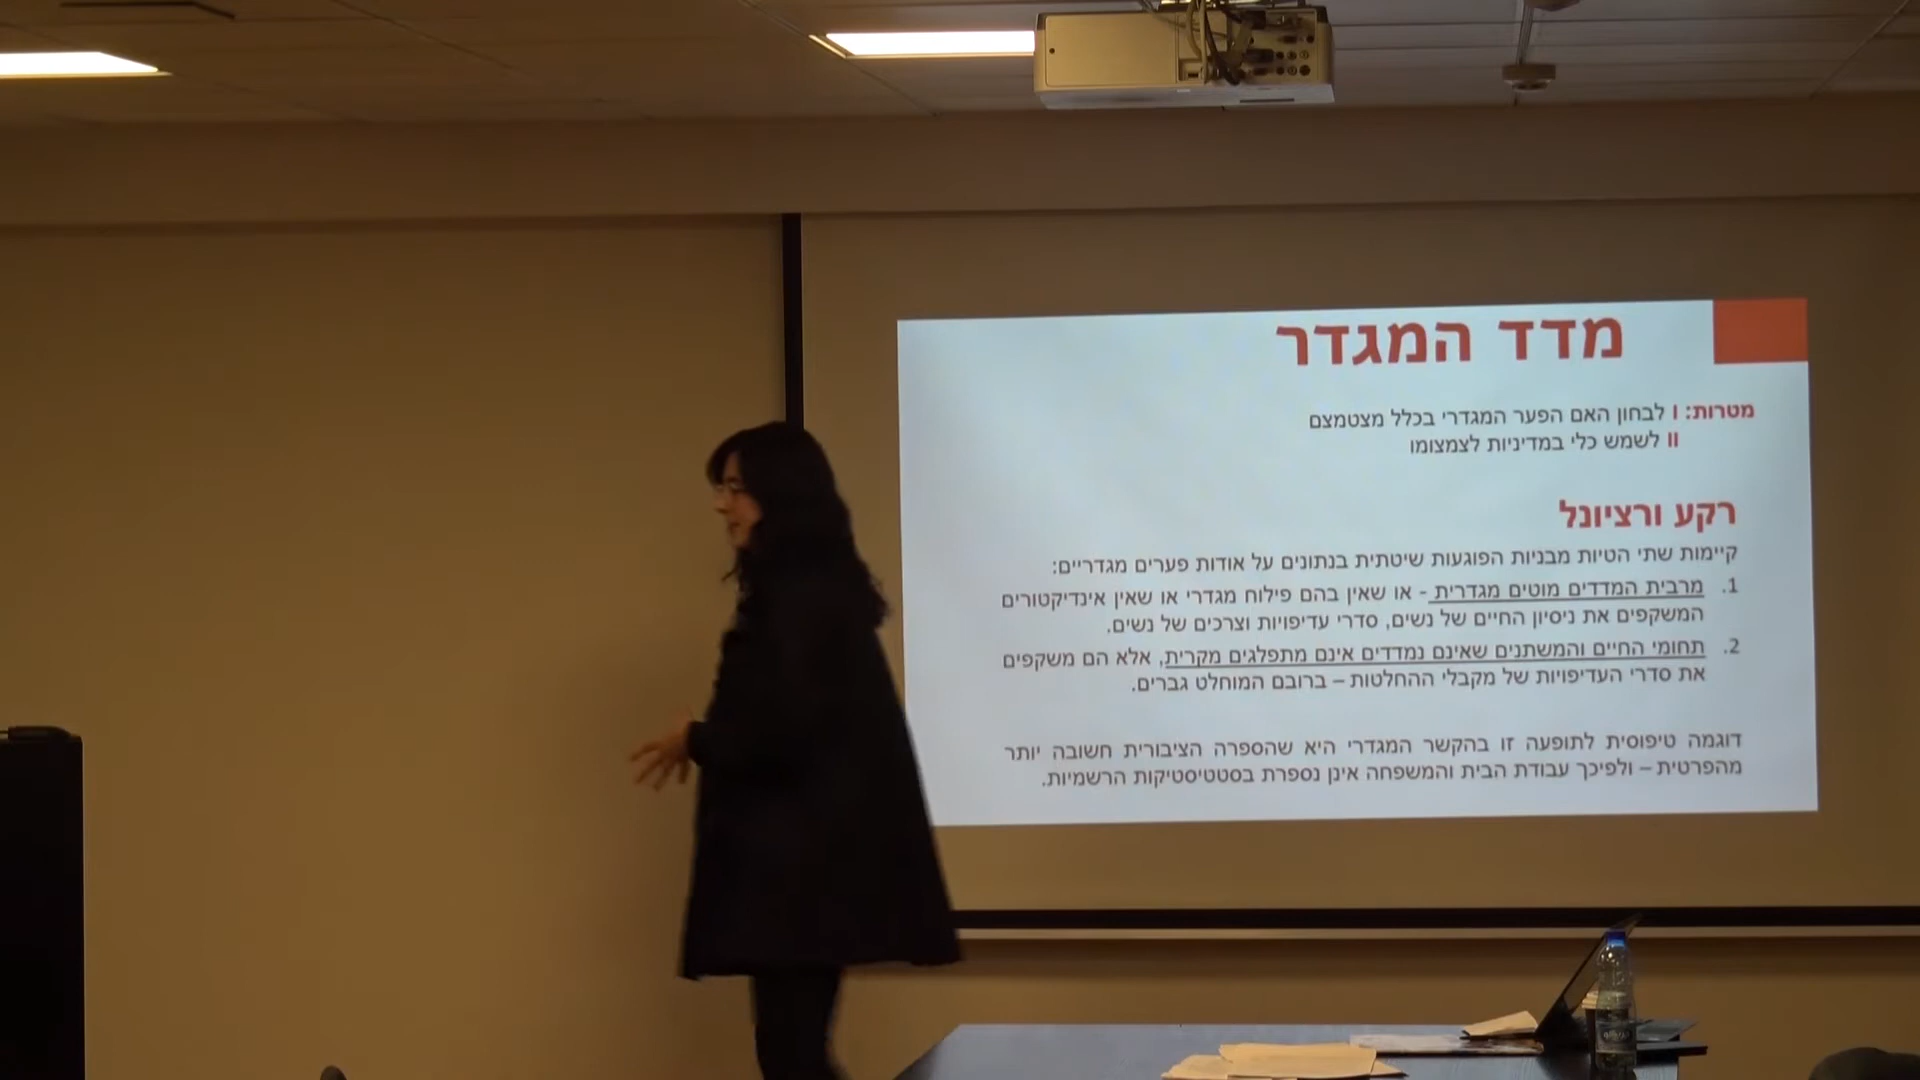 מדד המגדר
מטרות: I לבחון האם הפער המגדרי בכלל מצטמצם
II לשמש כלי במדיניות לצמצומו
רקע ורציונל
קיימות שתי הטיות מבניות הפוגעות שיטתית בנתונים על אודות פערים מגדריים:
1. מרבית המדדים מוטים מגדרית - או שאין בהם פילוח מגדרי או שאין אינדיקטורים
המשקפים את ניסיון החיים של נשים, סדרי עדיפויות וצרכים של נשים.
2. תחומי החיים והמשתנים שאינם נמדדים אינם מתפלגים מקרית, אלא הם משקפים
את סדרי העדיפויות של מקבלי ההחלטות – ברובם המוחלט גברים.
דוגמה טיפוסית לתופעה זו בהקשר המגדרי היא שהספרה הציבורית חשובה יותר
מהפרטית – ולפיכך עבודת הבית והמשפחה אינן נספרת בסטטיסטיקות הרשמיות.